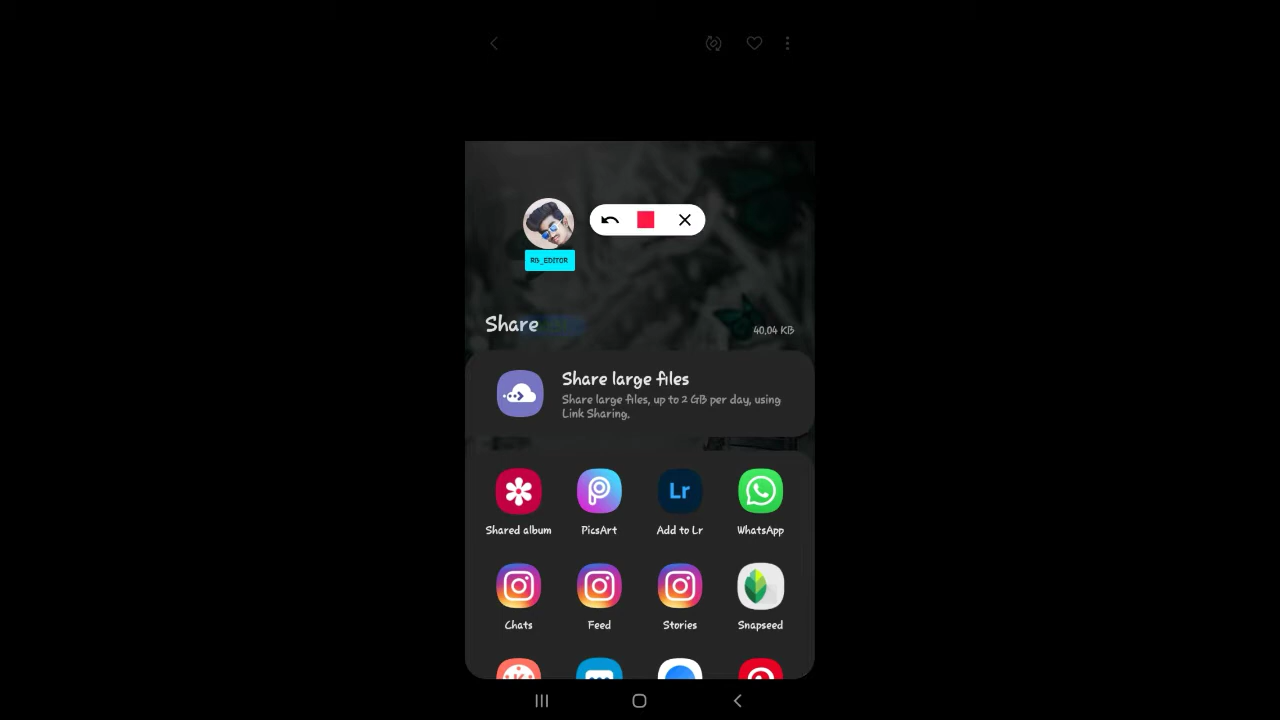 RB_EDITOR
Share
40.04 KB
Share large files
Share large files, up to 2 GB per day, using
Link Sharing.
Lr
Shared album
PicsArt
Add to Lr
WhatsApp
Chats
Feed
Stories
Snapseed